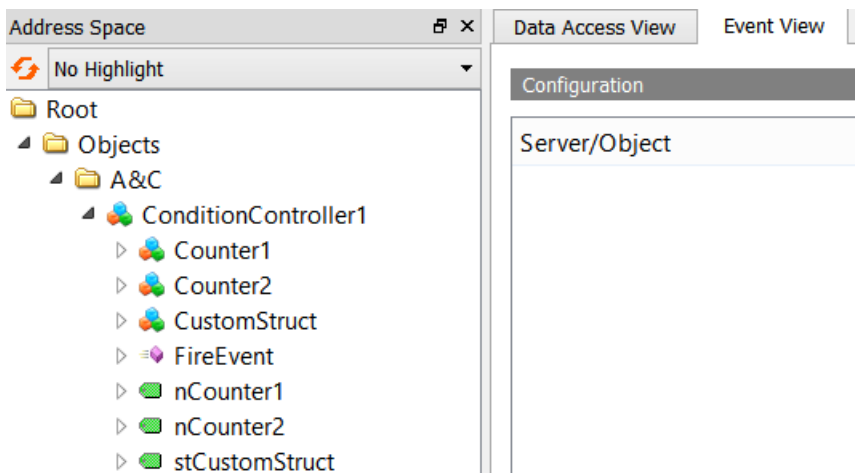 Address Space
No Highlight
Root
Objects
A&C
ConditionController1
Counter1
Counter2
CustomStruct
FireEvent
nCounter1
nCounter2
stCustomStruct
Data Access View
Event View
Configuration
Server/Object